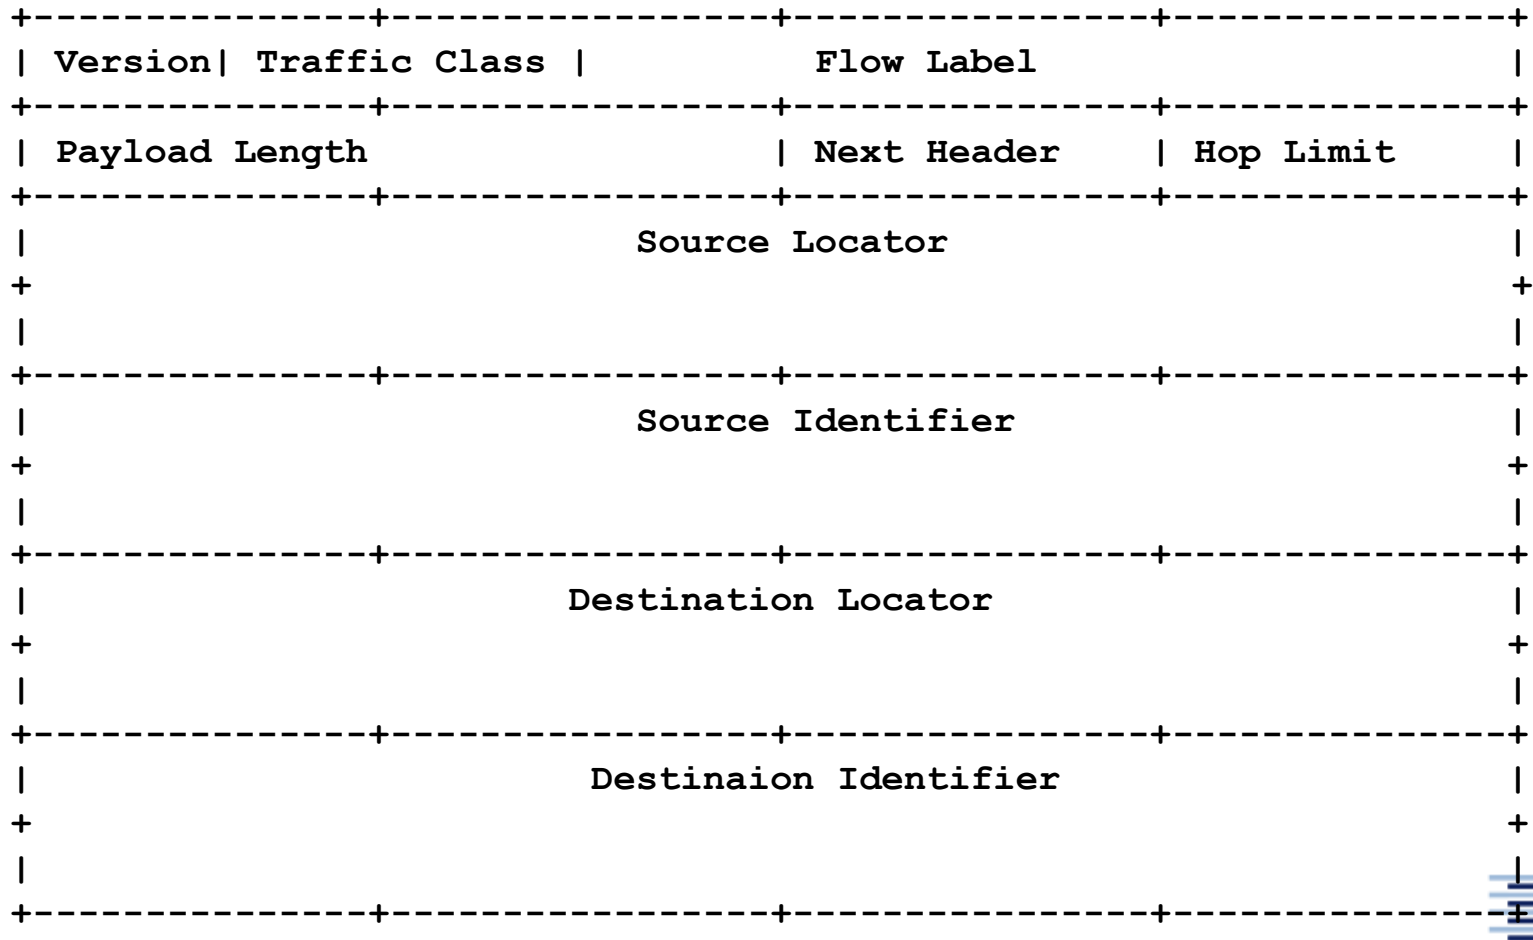 +---------------+-----------------+----------------+---------------+
| Version| Traffic Class |          Flow Label                     |
+---------------+-----------------+----------------+---------------+
| Payload Length                  | Next Header    | Hop Limit     |
+---------------+-----------------+----------------+---------------+
|                           Source Locator                         |
+                                                                  +
|                                                                  |
+---------------+-----------------+----------------+---------------+
|                           Source Identifier                      |
+                                                                  +
|                                                                  |
+---------------+-----------------+----------------+---------------+
|                        Destination Locator                       |
+                                                                  +
|                                                                  |
+---------------+-----------------+----------------+---------------+
|                         Destinaion Identifier                    |
+                                                                  +
|                                                                  |
+---------------+-----------------+----------------+---------------+